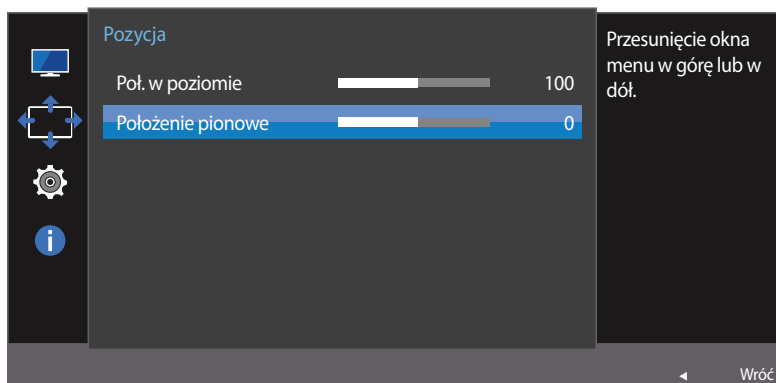 Pozycja
Poł. w poziomie 100
Położenie pionowe 0
Przesunięcie okna
menu w górę lub w
dół.
i
Wróć